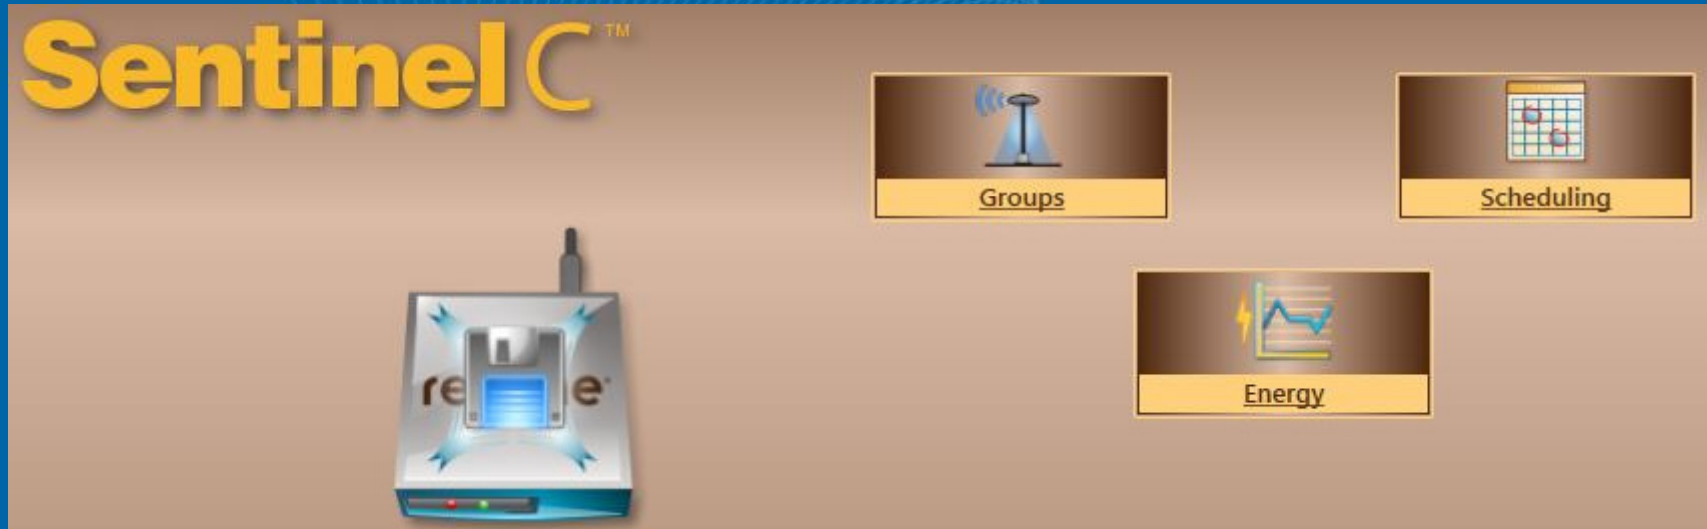 Sentinel C™
Groups
Scheduling
Energy